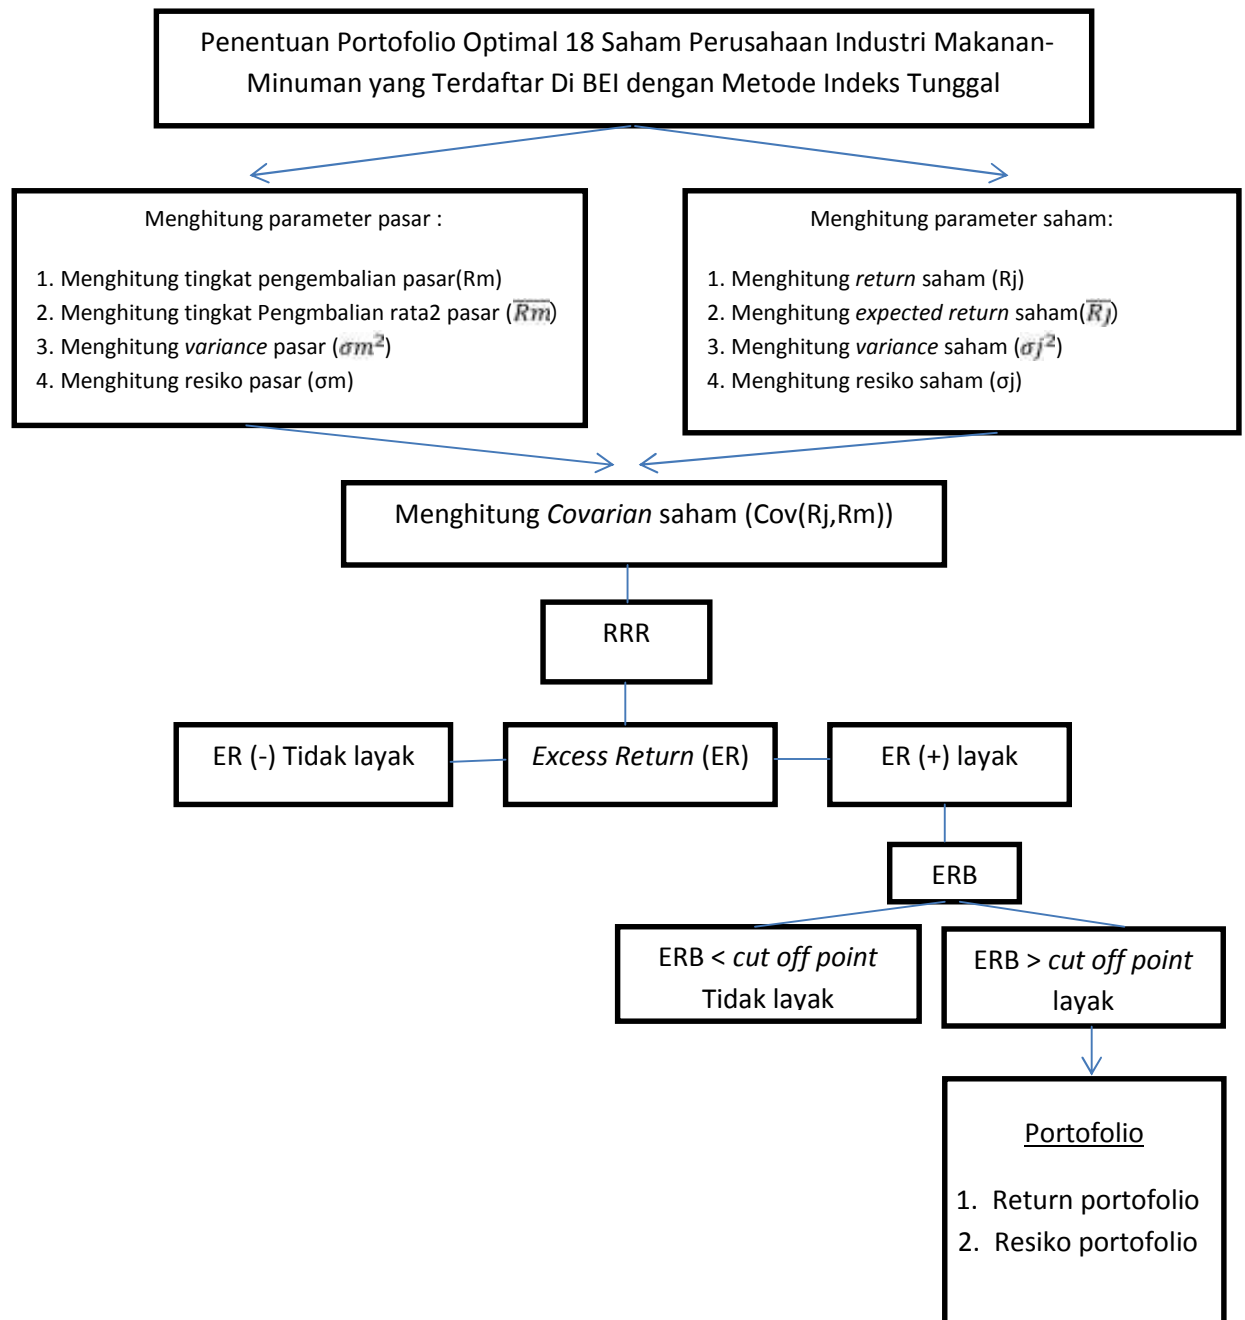 Penentuan Portofolio Optimal 18 Saham Perusahaan Industri Makanan-
Minuman yang Terdaftar Di BEI dengan Metode Indeks Tunggal
Menghitung parameter pasar :
1. Menghitung tingkat pengembalian pasar(Rm)
2. Menghitung tingkat Pengmbalian rata2 pasar (R̅m̅)
3. Menghitung variance pasar (σm²)
4. Menghitung resiko pasar (σm)
Menghitung parameter saham:
1. Menghitung return saham (Rj)
2. Menghitung expected return saham(R̅j̅)
3. Menghitung variance saham (σj²)
4. Menghitung resiko saham (σj)
Menghitung Covarian saham (Cov(Rj,Rm))
RRR
ER (-) Tidak layak
Excess Return (ER)
ER (+) layak
ERB
ERB < cut off point
Tidak layak
ERB > cut off point
layak
Portofolio
1. Return portofolio
2. Resiko portofolio